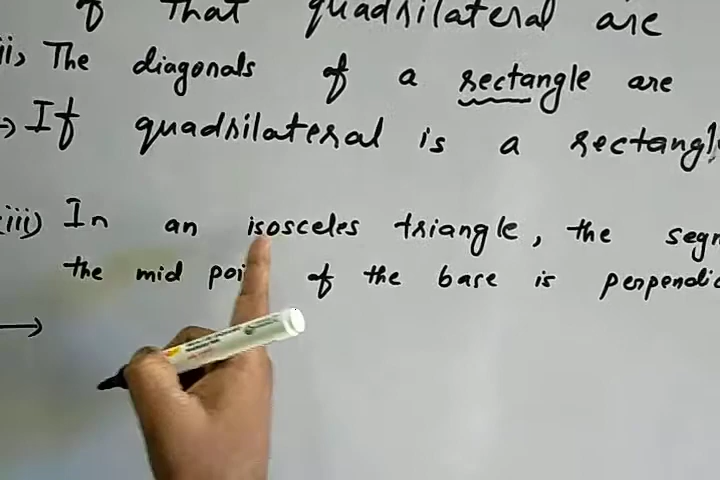 of that quadrilateral are
ii, The diagonals of a rectangle are
→ If quadrilateral is a rectangl
iii) In an isosceles triangle, the segm
the mid poi of the base is perpendic
→